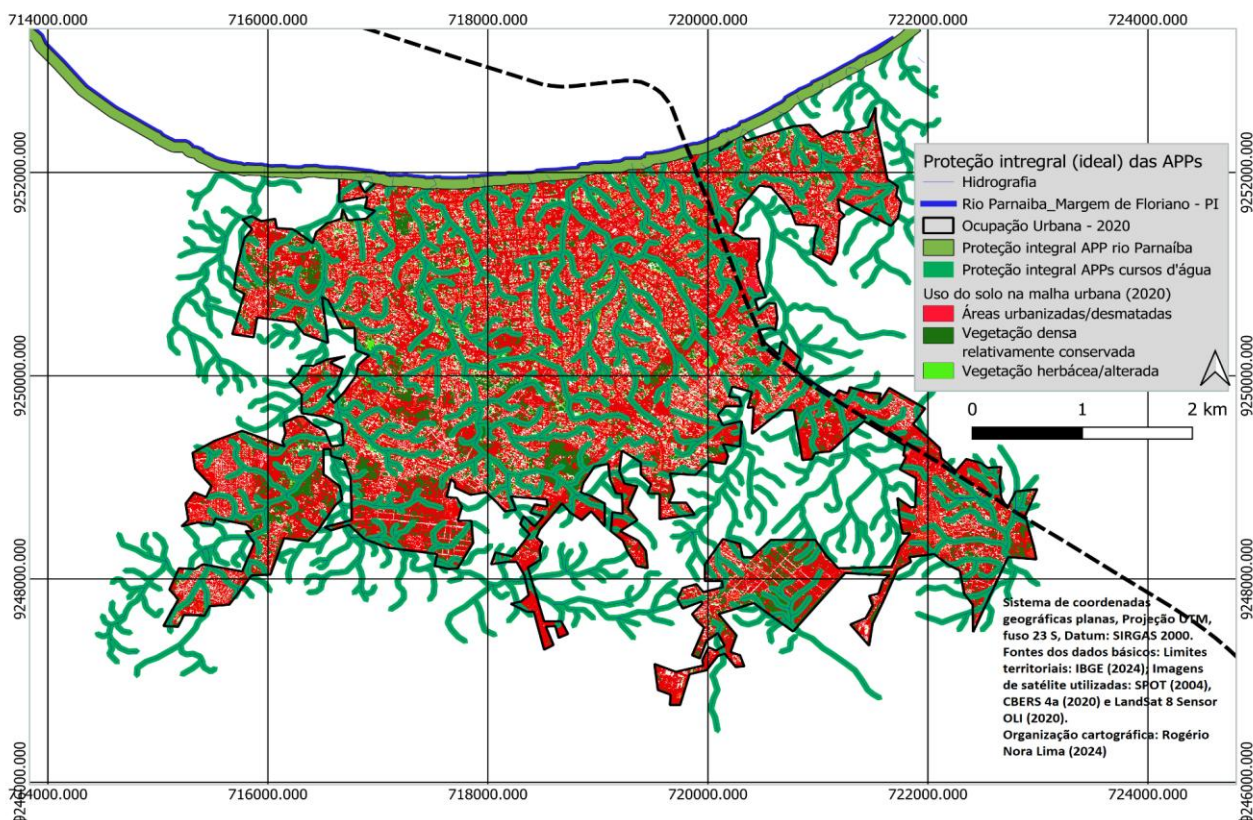 714000.000 716000.000 718000.000 720000.000 722000.000 724000.000
9252000.000 9252000.000
Proteção intregral (ideal) das APPs
Hidrografia
Rio Parnaiba_Margem de Floriano - PI
Ocupação Urbana - 2020
Proteção integral APP rio Parnaíba
Proteção integral APPs cursos d'água
Uso do solo na malha urbana (2020)
Áreas urbanizadas/desmatadas
Vegetação densa
relativamente conservada
Vegetação herbácea/alterada
9250000.000 9250000.000
0 1 2 km
9248000.000 9248000.000
Sistema de coordenadas
geográficas planas, Projeção UTM,
fuso 23 S, Datum: SIRGAS 2000.
Fontes dos dados básicos: Limites
territoriais: IBGE (2024); Imagens
de satélite utilizadas: SPOT (2004),
CBERS 4a (2020) e LandSat 8 Sensor
OLI (2020).
Organização cartográfica: Rogério
Nora Lima (2024)
9246000.000 9246000.000
714000.000 716000.000 718000.000 720000.000 722000.000 724000.000